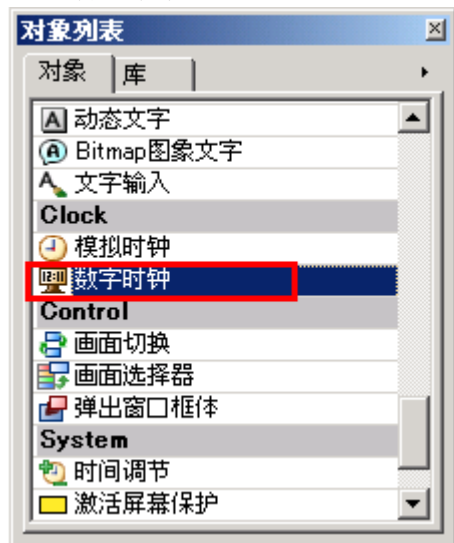 对象列表
对象 库
动态文字
Bitmap图象文字
文字输入
Clock
模拟时钟
数字时钟
Control
画面切换
画面选择器
弹出窗口框体
System
时间调节
激活屏幕保护